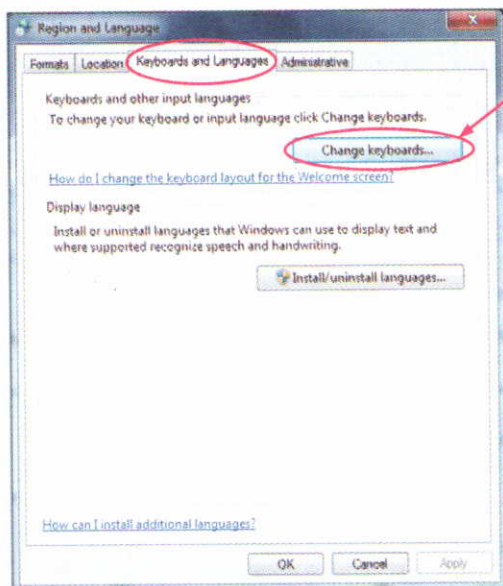 Region and Language
Formats Location Keyboards and Languages Administrative
Keyboards and other input languages
To change your keyboard or input language click Change keyboards.
Change keyboards...
How do I change the keyboard layout for the Welcome screen?
Display language
Install or uninstall languages that Windows can use to display text and
where supported recognize speech and handwriting.
Install/uninstall languages...
How can I install additional languages?
OK Cancel Apply